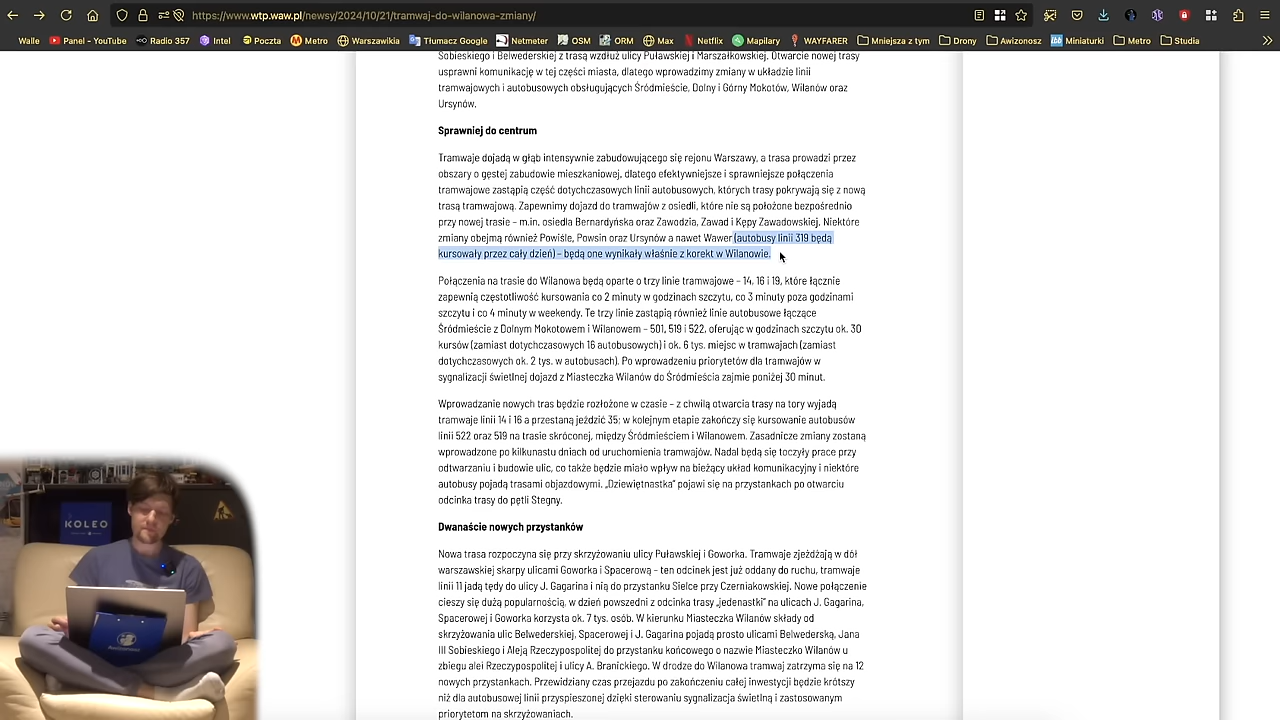 https://www.wtp.waw.pl/newsy/2024/10/21/tramwaj-do-wilanowa-zmiany/
Walle Panel - YouTube Radio 357 Intel Poczta Metro Warszawikia Tłumacz Google Netmeter OSM ORM Max Netflix Mapilary WAYFARER Mniejsza z tym Drony Awizonosz Miniaturki Metro Studia
Sobieskiego i Belwederskiej z trasą wzdłuż ulicy Puławskiej i Marszałkowskiej. Otwarcie nowej trasy
usprawni komunikację w tej części miasta, dlatego wprowadzimy zmiany w układzie linii
tramwajowych i autobusowych obsługujących Śródmieście, Dolny i Górny Mokotów, Wilanów oraz
Ursynów.
Sprawniej do centrum
Tramwaje dojadą w głąb intensywnie zabudowującego się rejonu Warszawy, a trasa prowadzi przez
obszary o gęstej zabudowie mieszkaniowej, dlatego efektywniejsze i sprawniejsze połączenia
tramwajowe zastąpią część dotychczasowych linii autobusowych, których trasy pokrywają się z nową
trasą tramwajową. Zapewnimy dojazd do tramwajów z osiedli, które nie są położone bezpośrednio
przy nowej trasie – m.in. osiedla Bernardyńska oraz Zawodzia, Zawad i Kępy Zawadowskiej. Niektóre
zmiany obejmą również Powiśle, Powsin oraz Ursynów a nawet Wawer (autobusy linii 319 będą
kursowały przez cały dzień) – będą one wynikały właśnie z korekt w Wilanowie.
Połączenia na trasie do Wilanowa będą oparte o trzy linie tramwajowe – 14, 16 i 19, które łącznie
zapewnią częstotliwość kursowania co 2 minuty w godzinach szczytu, co 3 minuty poza godzinami
szczytu i co 4 minuty w weekendy. Te trzy linie zastąpią również linie autobusowe łączące
Śródmieście z Dolnym Mokotowem i Wilanowem – 501, 519 i 522, oferując w godzinach szczytu ok. 30
kursów (zamiast dotychczasowych 16 autobusowych) i ok. 6 tys. miejsc w tramwajach (zamiast
dotychczasowych ok. 2 tys. w autobusach). Po wprowadzeniu priorytetów dla tramwajów w
sygnalizacji świetlnej dojazd z Miasteczka Wilanów do Śródmieścia zajmie poniżej 30 minut.
Wprowadzanie nowych tras będzie rozłożone w czasie – z chwilą otwarcia trasy na tory wyjadą
tramwaje linii 14 i 16 a przestaną jeździć 35; w kolejnym etapie zakończy się kursowanie autobusów
linii 522 oraz 519 na trasie skróconej, między Śródmieściem i Wilanowem. Zasadnicze zmiany zostaną
wprowadzone po kilkunastu dniach od uruchomienia tramwajów. Nadal będą się toczyły prace przy
odtwarzaniu i budowie ulic, co także będzie miało wpływ na bieżący układ komunikacyjny i niektóre
autobusy pojadą trasami objazdowymi. „Dziewiętnastka” pojawi się na przystankach po otwarciu
odcinka trasy do pętli Stegny.
Dwanaście nowych przystanków
Nowa trasa rozpoczyna się przy skrzyżowaniu ulicy Puławskiej i Goworka. Tramwaje zjeżdżają w dół
warszawskiej skarpy ulicami Goworka i Spacerową – ten odcinek jest już oddany do ruchu, tramwaje
linii 11 jadą tędy do ulicy J. Gagarina i nią do przystanku Sielce przy Czerniakowskiej. Nowe połączenie
cieszy się dużą popularnością, w dzień powszedni z odcinka trasy „jedenastki” na ulicach J. Gagarina,
Spacerowej i Goworka korzysta ok. 7 tys. osób. W kierunku Miasteczka Wilanów składy od
skrzyżowania ulic Belwederskiej, Spacerowej i J. Gagarina pojadą prosto ulicami Belwederską, Jana
III Sobieskiego i Aleją Rzeczypospolitej do przystanku końcowego o nazwie Miasteczko Wilanów u
zbiegu alei Rzeczypospolitej i ulicy A. Branickiego. W drodze do Wilanowa tramwaj zatrzyma się na 12
nowych przystankach. Przewidziany czas przejazdu po zakończeniu całej inwestycji będzie krótszy
niż dla autobusowej linii przyspieszonej dzięki sterowaniu sygnalizacja świetlną i zastosowanym
priorytetom na skrzyżowaniach.
KOLEO